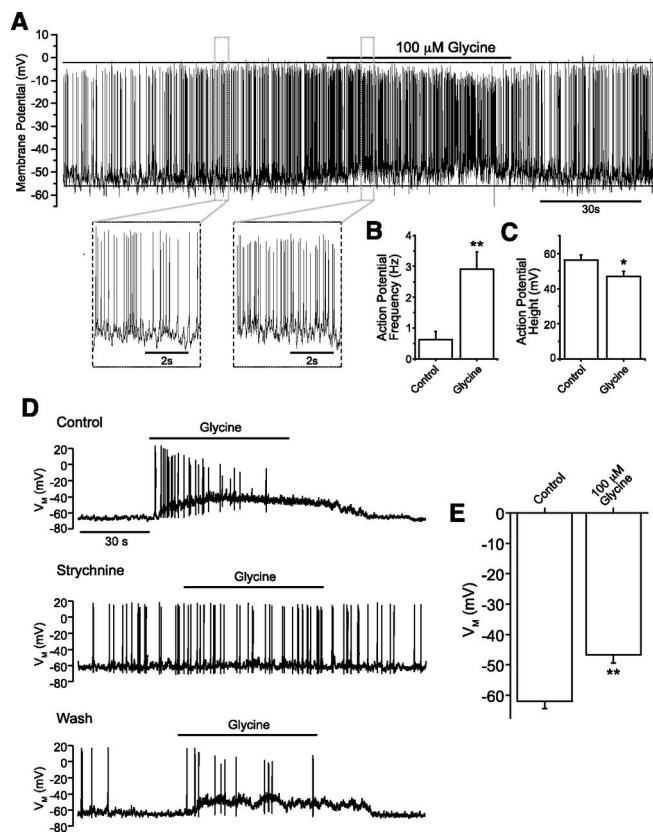 A
Membrane Potential (mV)
10
0
-10
-20
-30
-40
-50
-60
100 μM Glycine
30s
2s
2s
B
Action Potential
Frequency (Hz)
4
3
2
1
0
**
Control
Glycine
C
Action Potential
Height (mV)
60
40
20
0
*
Control
Glycine
D
Control
Glycine
VM (mV)
20
0
-20
-40
-60
-80
30 s
Strychnine
Glycine
VM (mV)
20
0
-20
-40
-60
-80
Wash
Glycine
VM (mV)
20
0
-20
-40
-60
-80
E
Control
100 μM
Glycine
VM (mV)
0
-10
-20
-30
-40
-50
-60
**